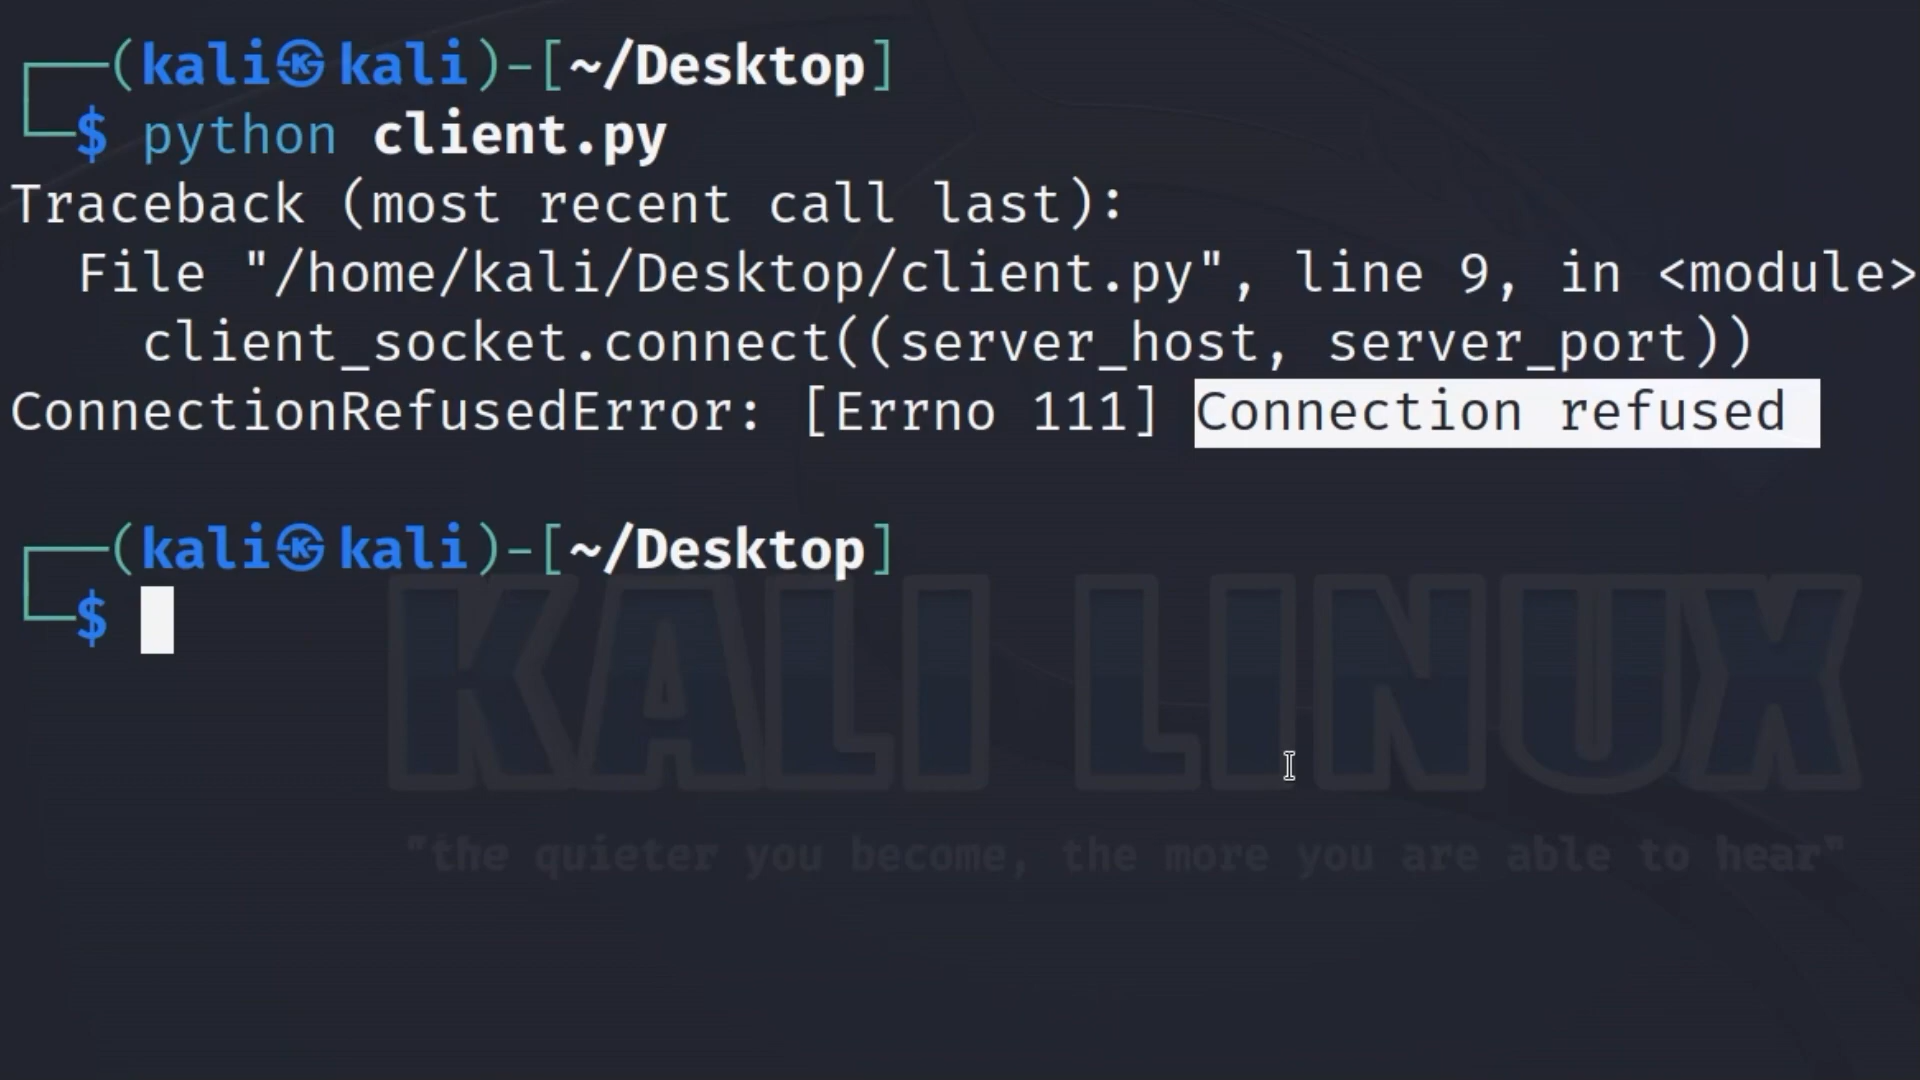 ┌──(kali㉿kali)-[~/Desktop]
└─$ python client.py
Traceback (most recent call last):
  File "/home/kali/Desktop/client.py", line 9, in <module>
    client_socket.connect((server_host, server_port))
ConnectionRefusedError: [Errno 111] Connection refused
┌──(kali㉿kali)-[~/Desktop]
└─$
KALI LINUX
"the quieter you become, the more you are able to hear"